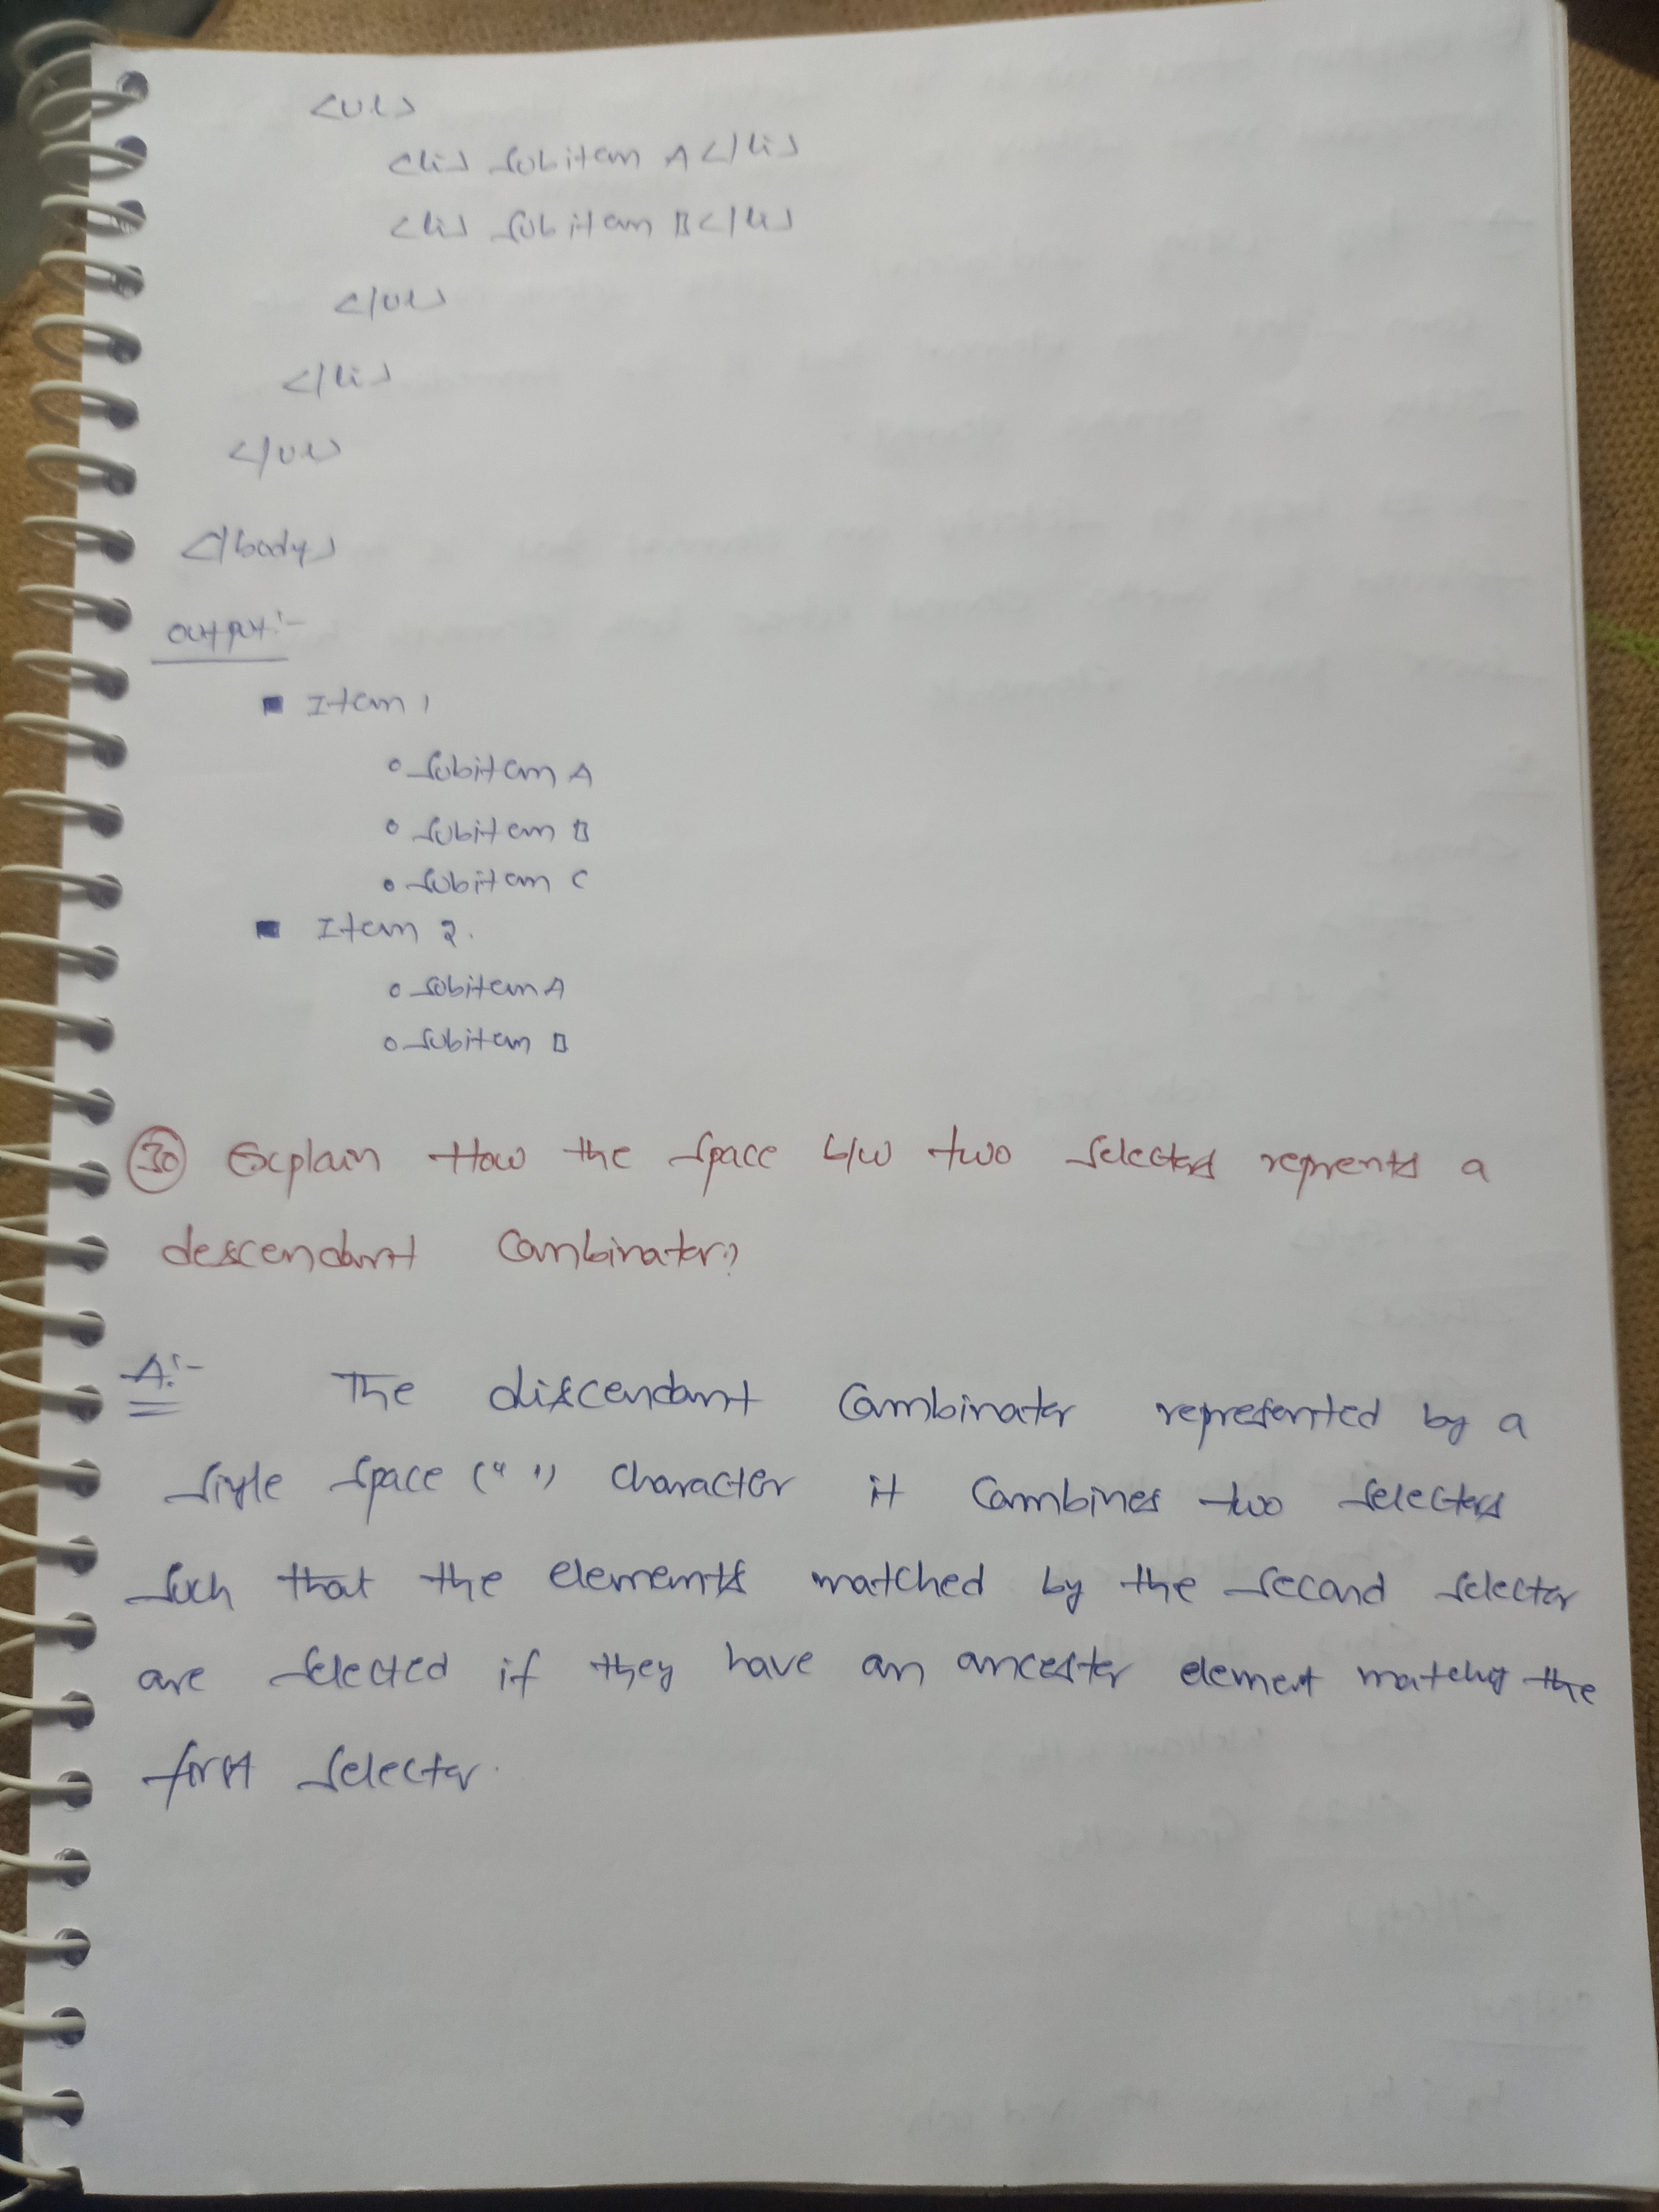 <ul>
<li> Subitem A </li>
<li> Subitem B </li>
</ul>
</li>
</ul>
</body>
output:-
▪ Item 1
o Subitem A
o Subitem B
• Subitem C
▪ Item 2.
o Subitem A
o Subitem B
30 Explain How the space b/w two selectors reprents a
descendant Combinator?
A:- The discendant Combinator represented by a
single space (" ") character it combines two selectors
such that the elements matched by the second selector
are selected if they have an ancester element matching the
first selector.